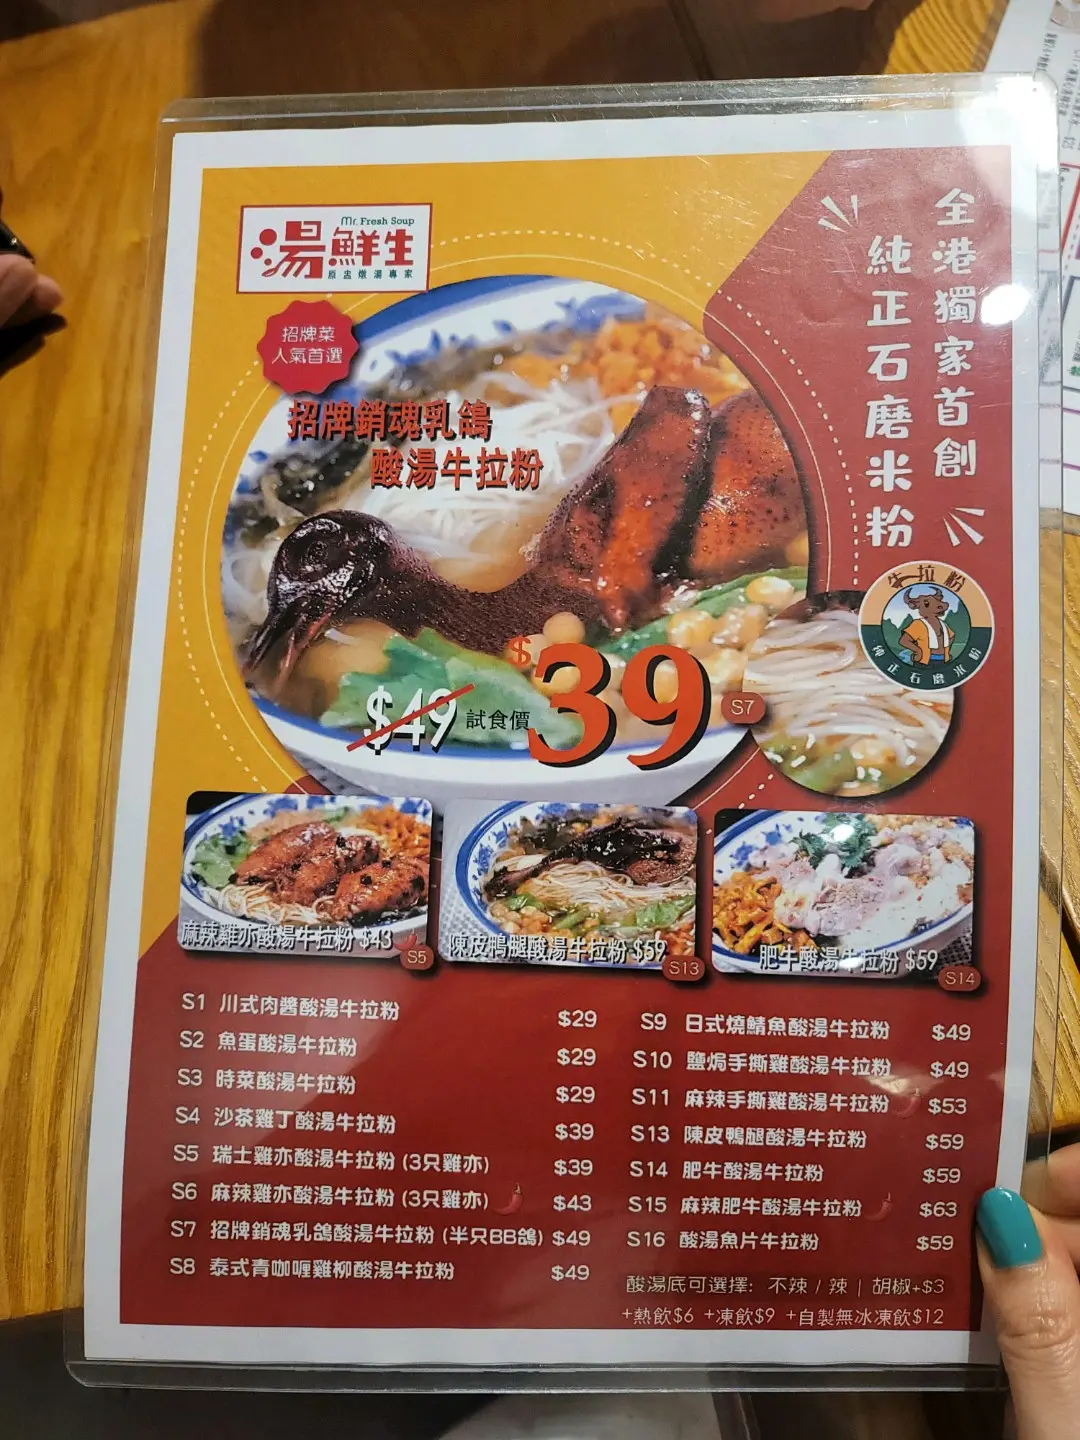 Mr. Fresh Soup
湯鮮生
原盅燉湯專家
全港獨家首創
純正石磨米粉
招牌菜
人氣首選
招牌銷魂乳鴿
酸湯牛拉粉
牛拉粉
純正石磨米粉
$49 試食價 $39
S7
麻辣雞亦酸湯牛拉粉 $43
S5
陳皮鴨腿酸湯牛拉粉 $59
S13
肥牛酸湯牛拉粉 $59
S14
S1 川式肉醬酸湯牛拉粉 $29
S2 魚蛋酸湯牛拉粉 $29
S3 時菜酸湯牛拉粉 $29
S4 沙茶雞丁酸湯牛拉粉 $39
S5 瑞士雞亦酸湯牛拉粉 (3只雞亦) $39
S6 麻辣雞亦酸湯牛拉粉 (3只雞亦) $43
S7 招牌銷魂乳鴿酸湯牛拉粉 (半只BB鴿) $49
S8 泰式青咖喱雞柳酸湯牛拉粉 $49
S9 日式燒鯖魚酸湯牛拉粉 $49
S10 鹽焗手撕雞酸湯牛拉粉 $49
S11 麻辣手撕雞酸湯牛拉粉 $53
S13 陳皮鴨腿酸湯牛拉粉 $59
S14 肥牛酸湯牛拉粉 $59
S15 麻辣肥牛酸湯牛拉粉 $63
S16 酸湯魚片牛拉粉 $59
酸湯底可選擇: 不辣 / 辣 | 胡椒+$3
+熱飲$6 +凍飲$9 +自製無冰凍飲$12